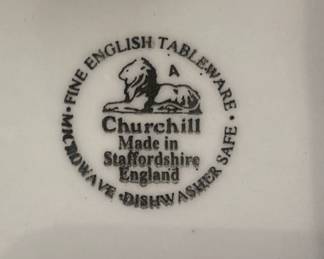 · FINE ENGLISH TABLEWARE ·
A
Churchill
Made in
Staffordshire
England
MICROWAVE · DISHWASHER SAFE